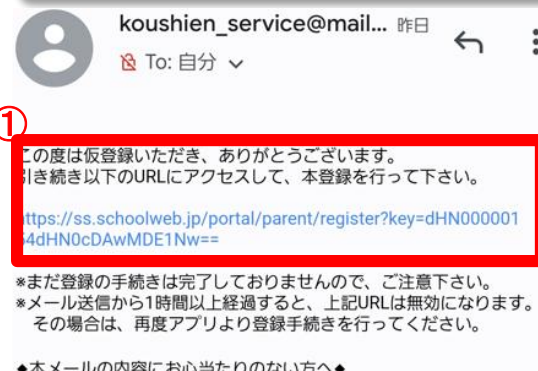 koushien_service@mail... 昨日
To: 自分
①
この度は仮登録いただき、ありがとうございます。
引き続き以下のURLにアクセスして、本登録を行って下さい。
https://ss.schoolweb.jp/portal/parent/register?key=dHN000001
54dHN0cDAwMDE1Nw==
*まだ登録の手続きは完了しておりませんので、ご注意下さい。
*メール送信から1時間以上経過すると、上記URLは無効になります。
その場合は、再度アプリより登録手続きを行ってください。
◆本メールの内容にお心当たりのない方へ◆